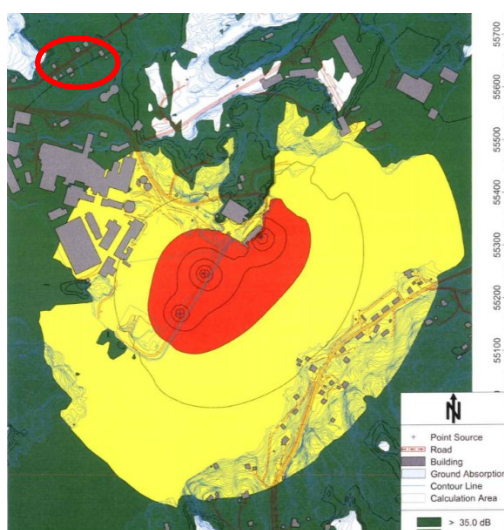 55700
55600
55500
55400
55300
55200
55100
N
Point Source
Road
Building
Ground Absorption
Contour Line
Calculation Area
> 35.0 dB